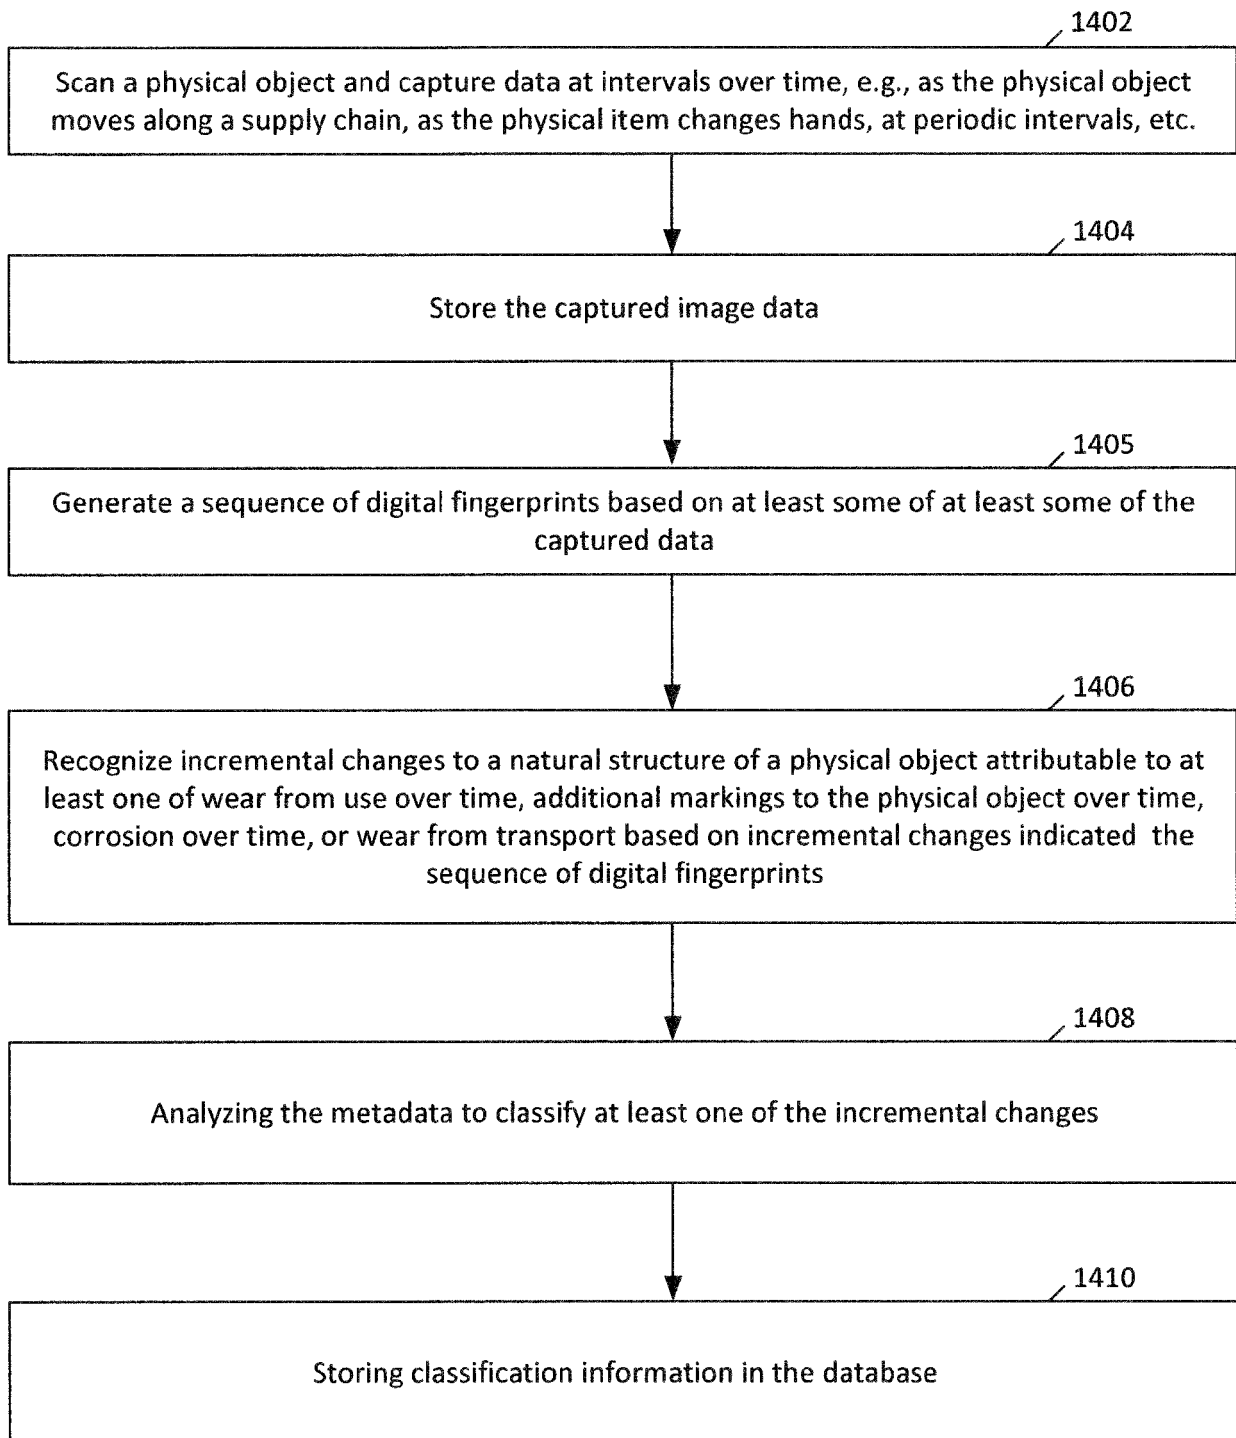 1402
Scan a physical object and capture data at intervals over time, e.g., as the physical object
moves along a supply chain, as the physical item changes hands, at periodic intervals, etc.
1404
Store the captured image data
1405
Generate a sequence of digital fingerprints based on at least some of at least some of the
captured data
1406
Recognize incremental changes to a natural structure of a physical object attributable to at
least one of wear from use over time, additional markings to the physical object over time,
corrosion over time, or wear from transport based on incremental changes indicated the
sequence of digital fingerprints
1408
Analyzing the metadata to classify at least one of the incremental changes
1410
Storing classification information in the database